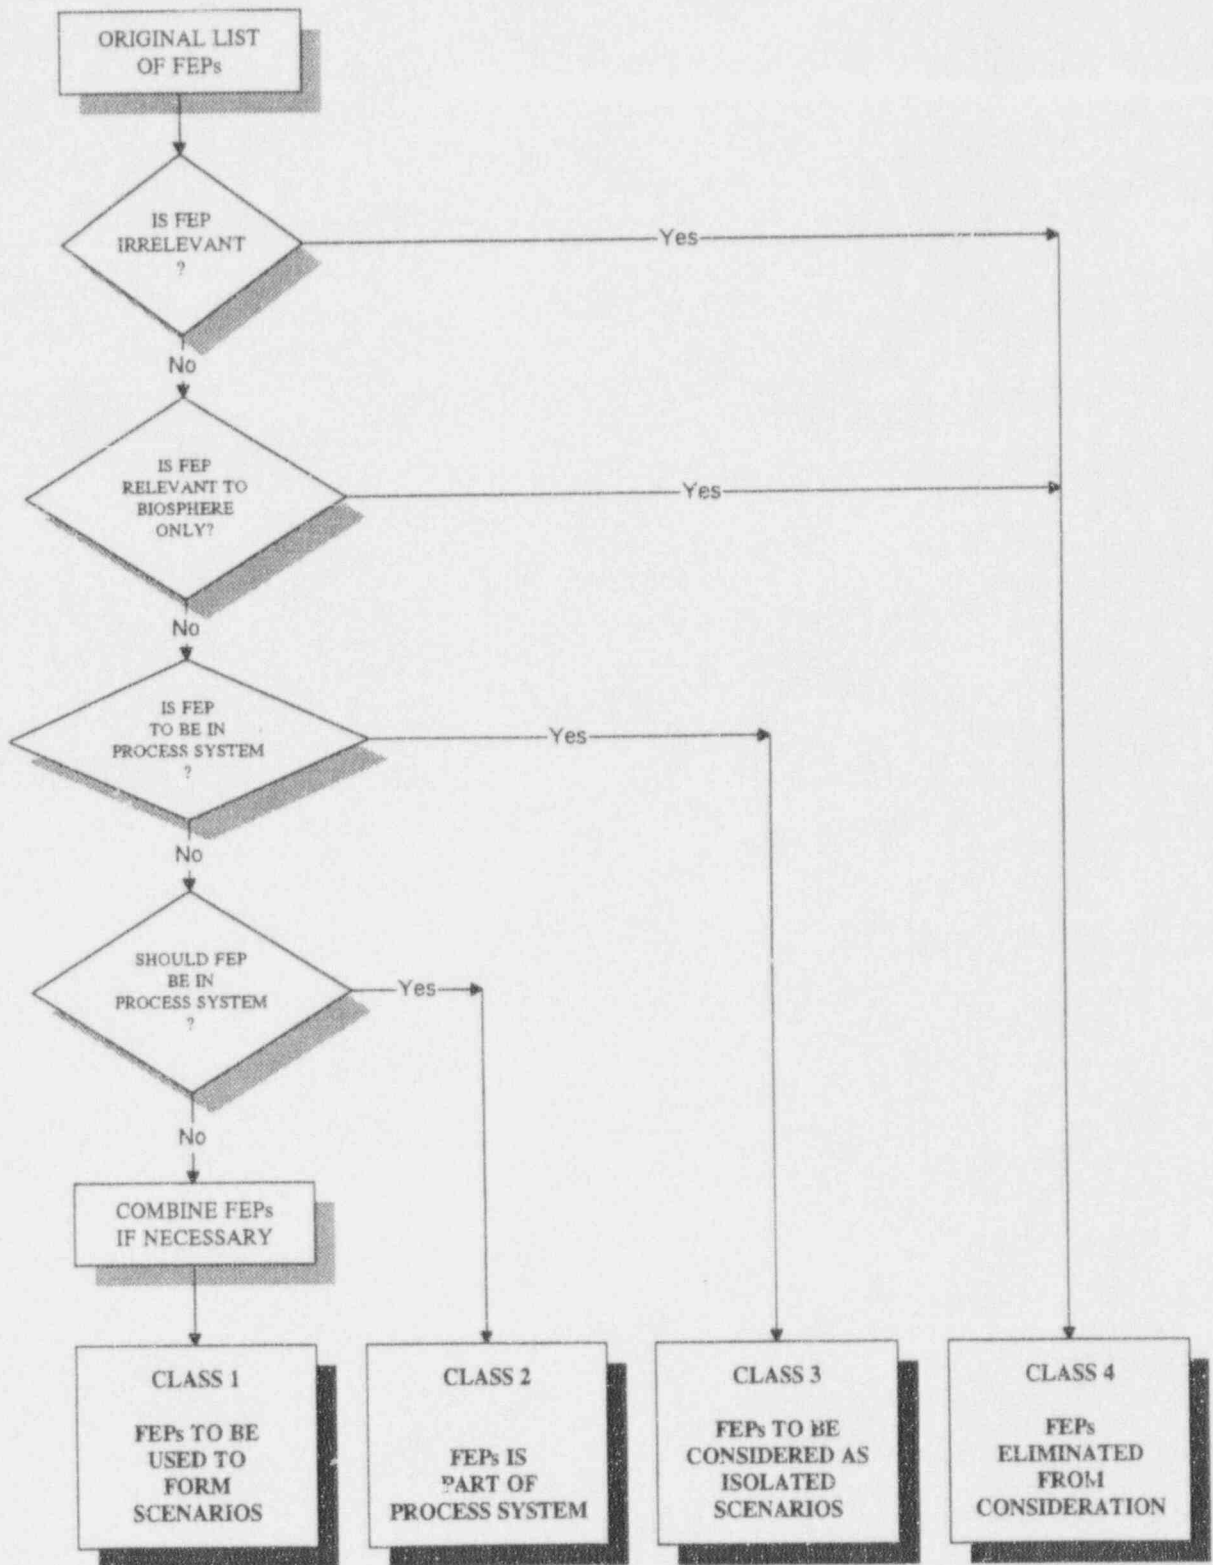 ORIGINAL LIST
OF FEPs
IS FEP
IRRELEVANT
?
Yes
No
IS FEP
RELEVANT TO
BIOSPHERE
ONLY?
Yes
No
IS FEP
TO BE IN
PROCESS SYSTEM
?
Yes
No
SHOULD FEP
BE IN
PROCESS SYSTEM
?
Yes
No
COMBINE FEPs
IF NECESSARY
CLASS 1
FEPs TO BE
USED TO
FORM
SCENARIOS
CLASS 2
FEPs IS
PART OF
PROCESS SYSTEM
CLASS 3
FEPs TO BE
CONSIDERED AS
ISOLATED
SCENARIOS
CLASS 4
FEPs
ELIMINATED
FROM
CONSIDERATION